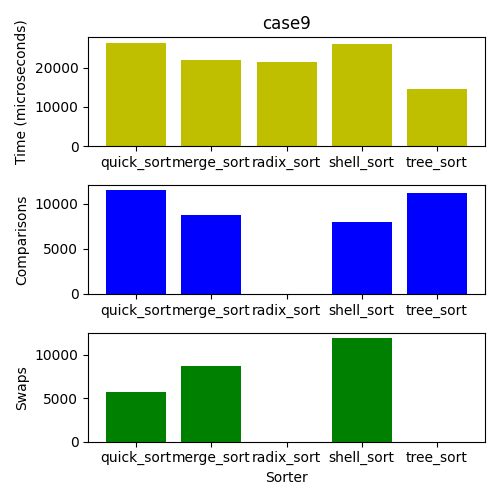 case9
Time (microseconds)
20000
10000
0
quick_sort merge_sort radix_sort shell_sort tree_sort
Comparisons
10000
5000
0
quick_sort merge_sort radix_sort shell_sort tree_sort
Swaps
10000
5000
0
quick_sort merge_sort radix_sort shell_sort tree_sort
Sorter